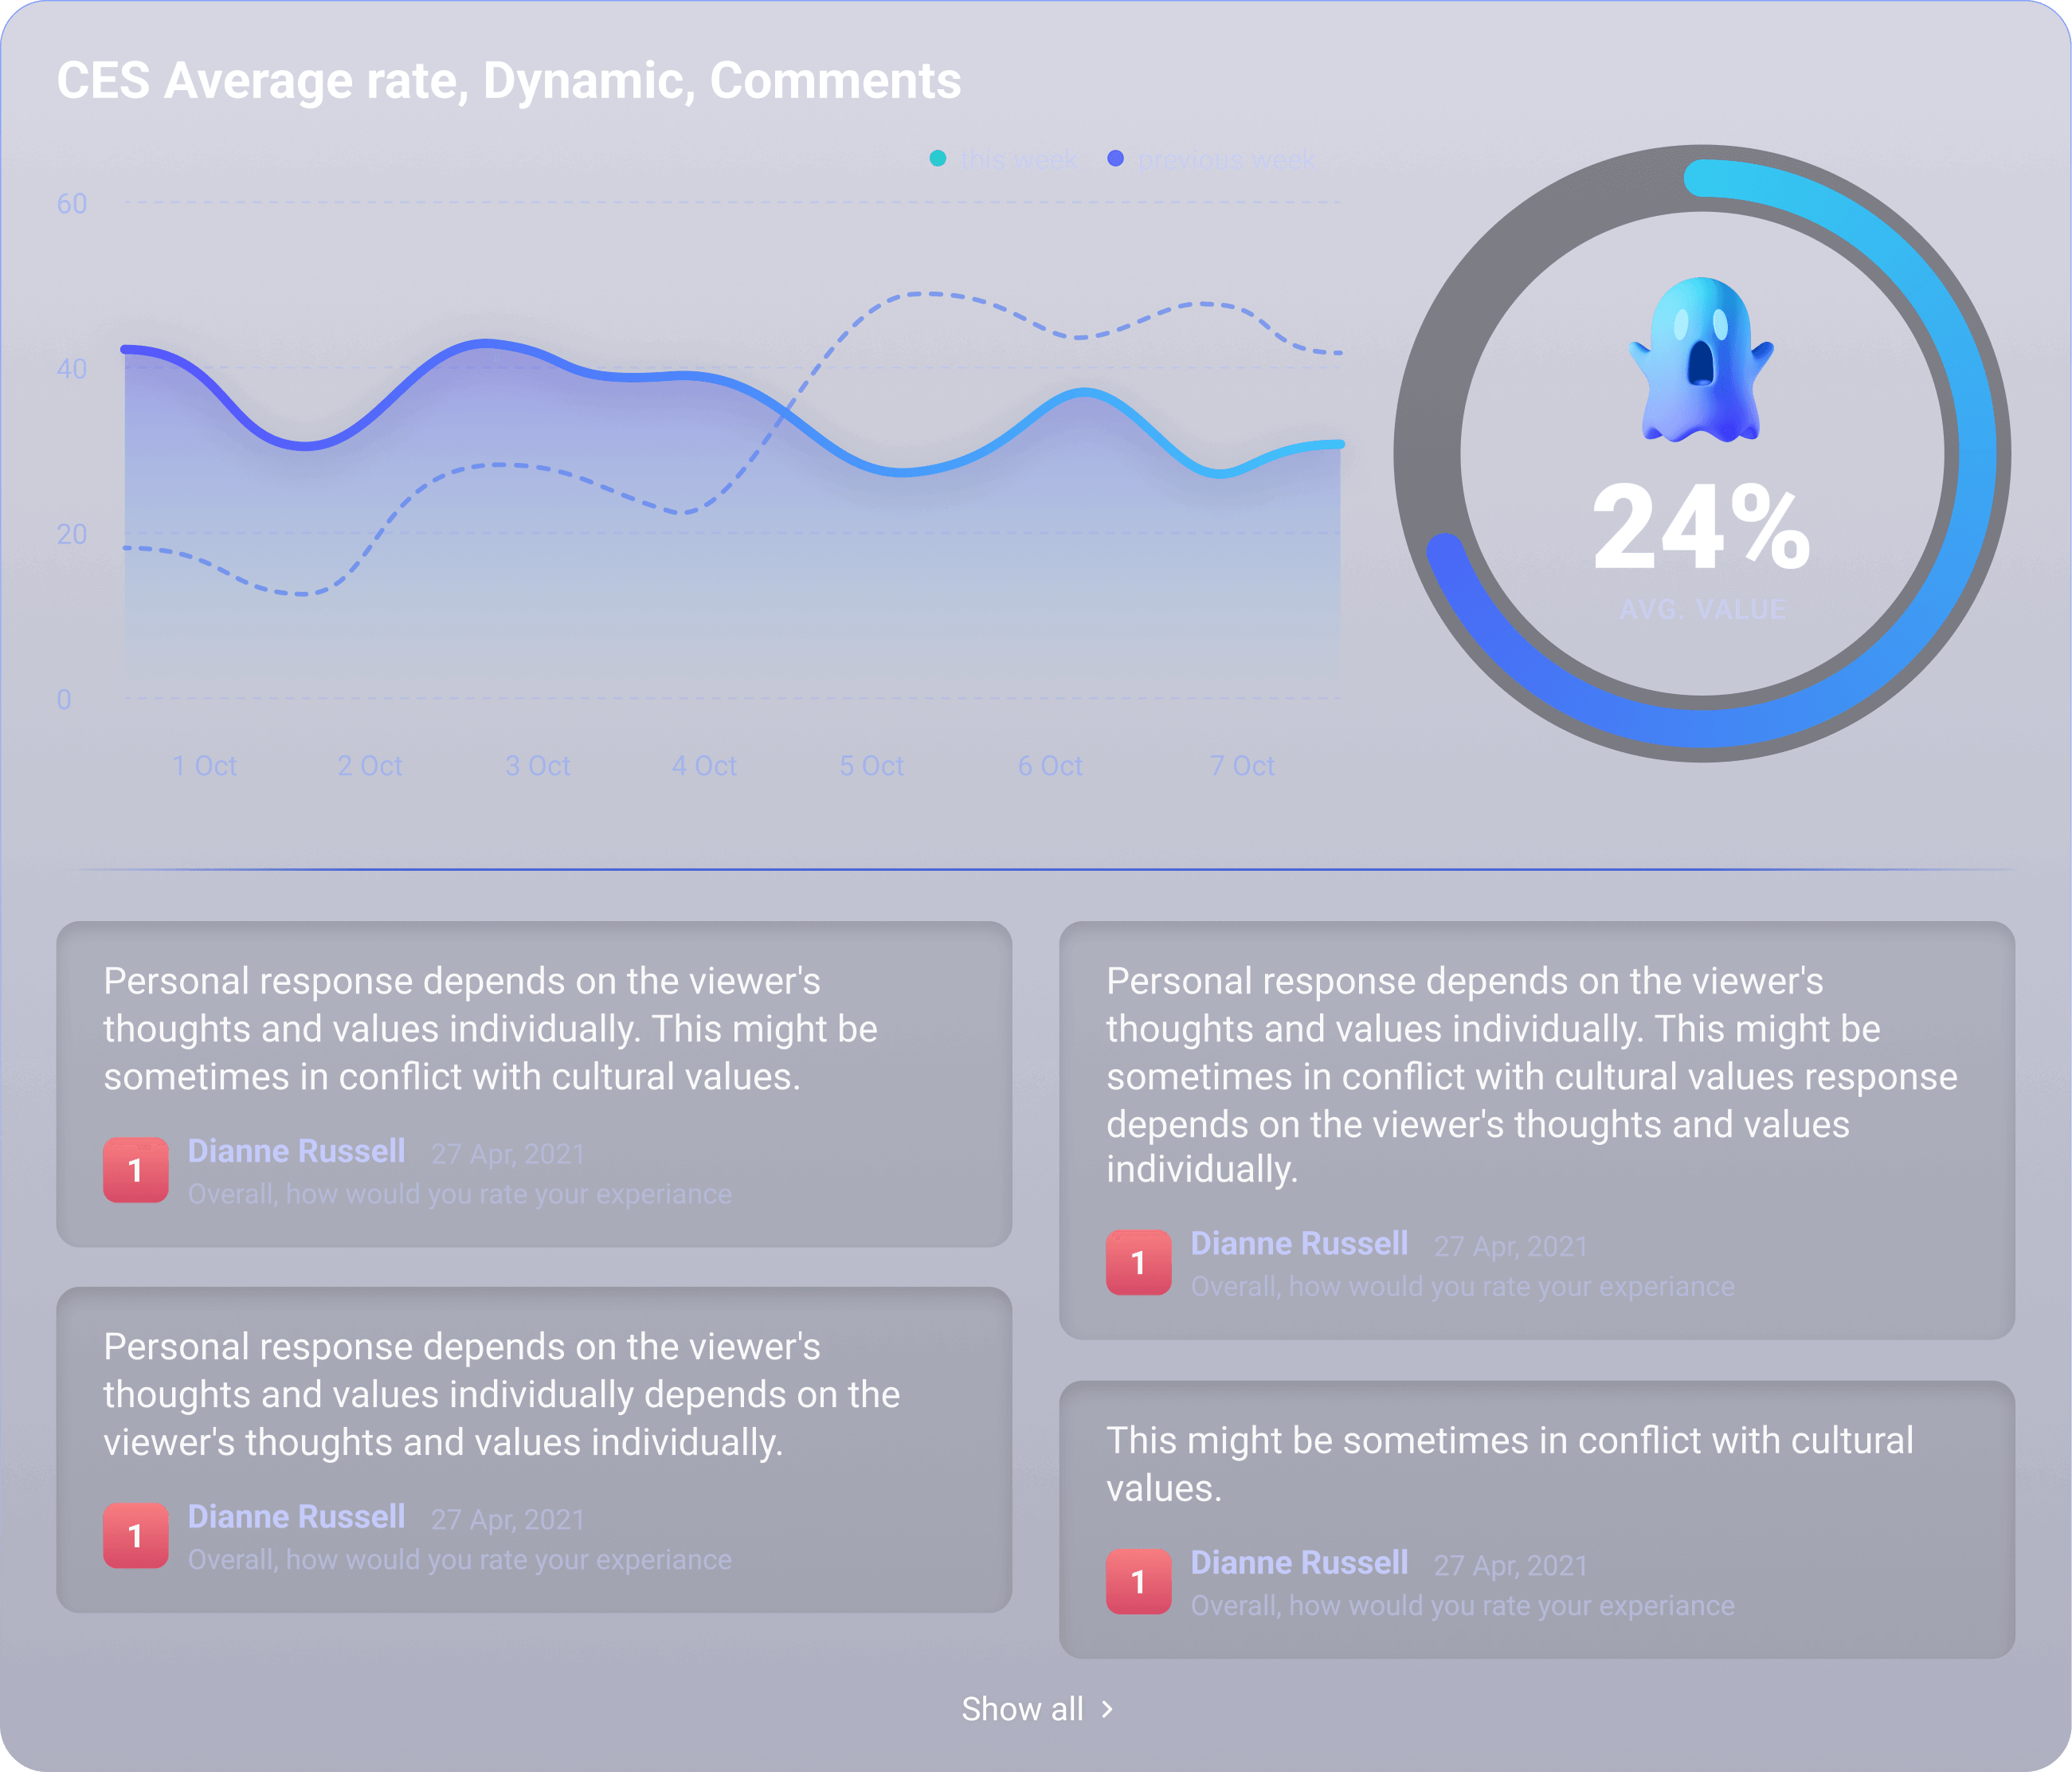 CES Average rate, Dynamic, Comments
this week
previous week
60
40
20
0
1 Oct
2 Oct
3 Oct
4 Oct
5 Oct
6 Oct
7 Oct
24%
AVG. VALUE
Personal response depends on the viewer's
thoughts and values individually. This might be
sometimes in conflict with cultural values.
1
Dianne Russell
27 Apr, 2021
Overall, how would you rate your experiance
Personal response depends on the viewer's
thoughts and values individually depends on the
viewer's thoughts and values individually.
1
Dianne Russell
27 Apr, 2021
Overall, how would you rate your experiance
Personal response depends on the viewer's
thoughts and values individually. This might be
sometimes in conflict with cultural values response
depends on the viewer's thoughts and values
individually.
1
Dianne Russell
27 Apr, 2021
Overall, how would you rate your experiance
This might be sometimes in conflict with cultural
values.
1
Dianne Russell
27 Apr, 2021
Overall, how would you rate your experiance
Show all